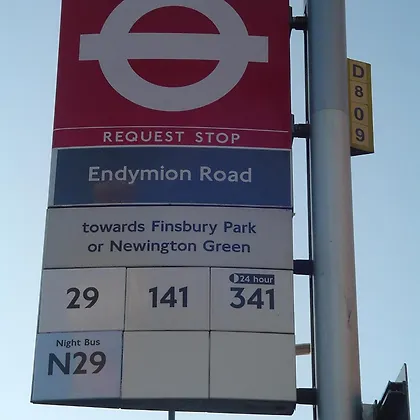 REQUEST STOP
Endymion Road
towards Finsbury Park
or Newington Green
29
141
24 hour
341
Night Bus
N29
D
8
0
9